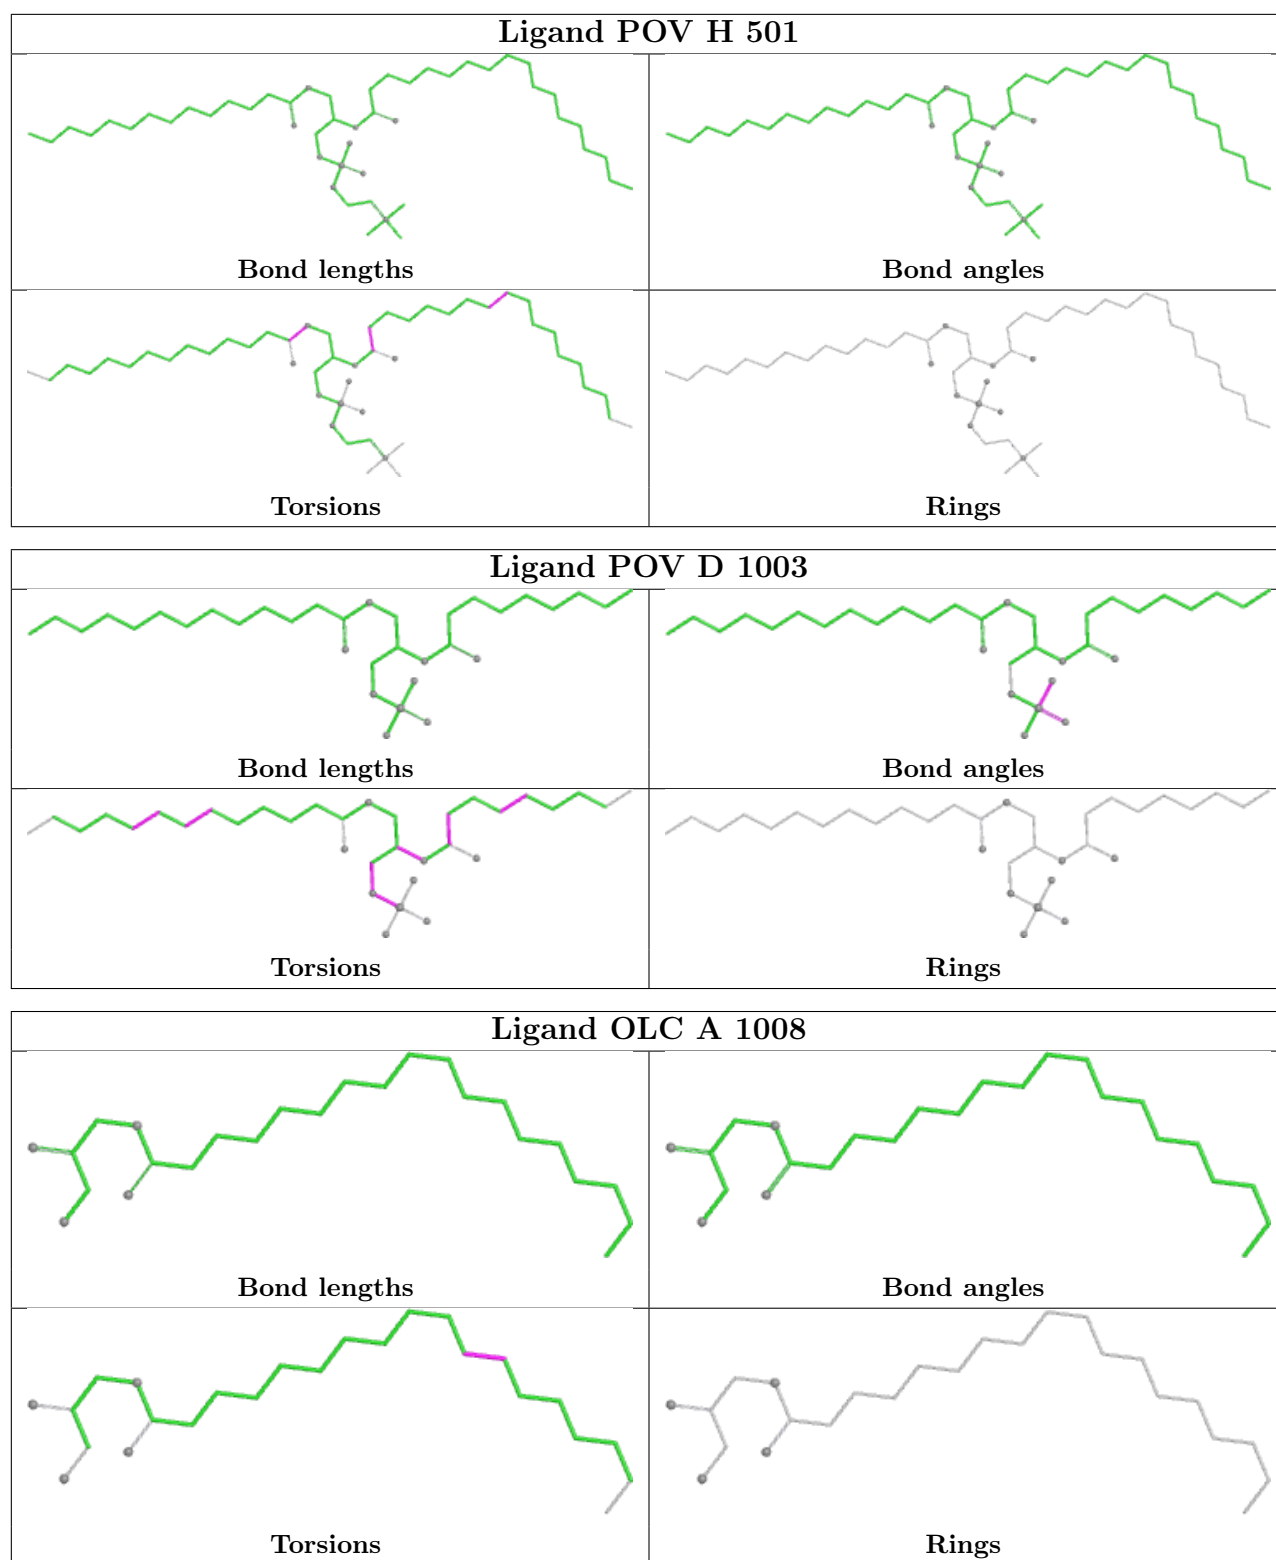 Ligand POV H 501
Bond lengths
Bond angles
Torsions
Rings
Ligand POV D 1003
Bond lengths
Bond angles
Torsions
Rings
Ligand OLC A 1008
Bond lengths
Bond angles
Torsions
Rings